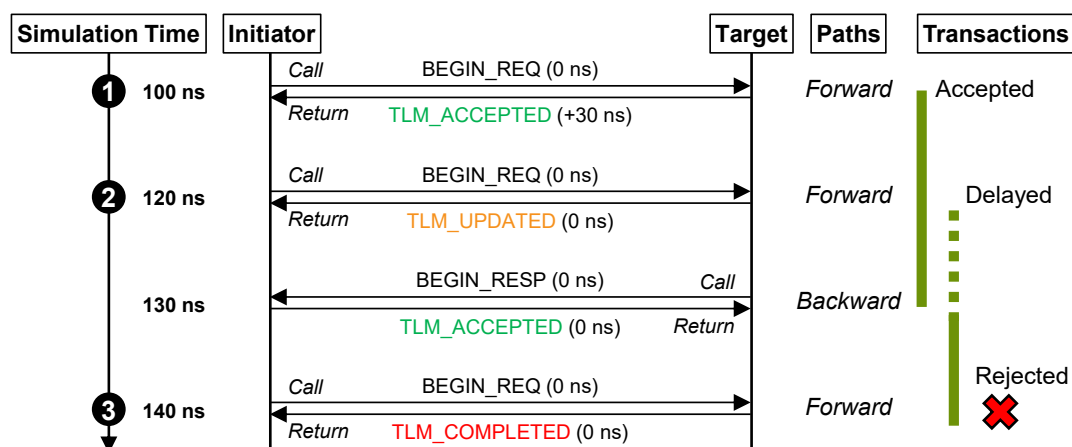 Simulation Time Initiator Target Paths Transactions
Call BEGIN_REQ (0 ns)
1 100 ns Forward Accepted
Return TLM_ACCEPTED (+30 ns)
Call BEGIN_REQ (0 ns)
2 120 ns Forward Delayed
Return TLM_UPDATED (0 ns)
BEGIN_RESP (0 ns) Call
130 ns Backward
TLM_ACCEPTED (0 ns) Return
Rejected
Call BEGIN_REQ (0 ns)
3 140 ns Forward
Return TLM_COMPLETED (0 ns)